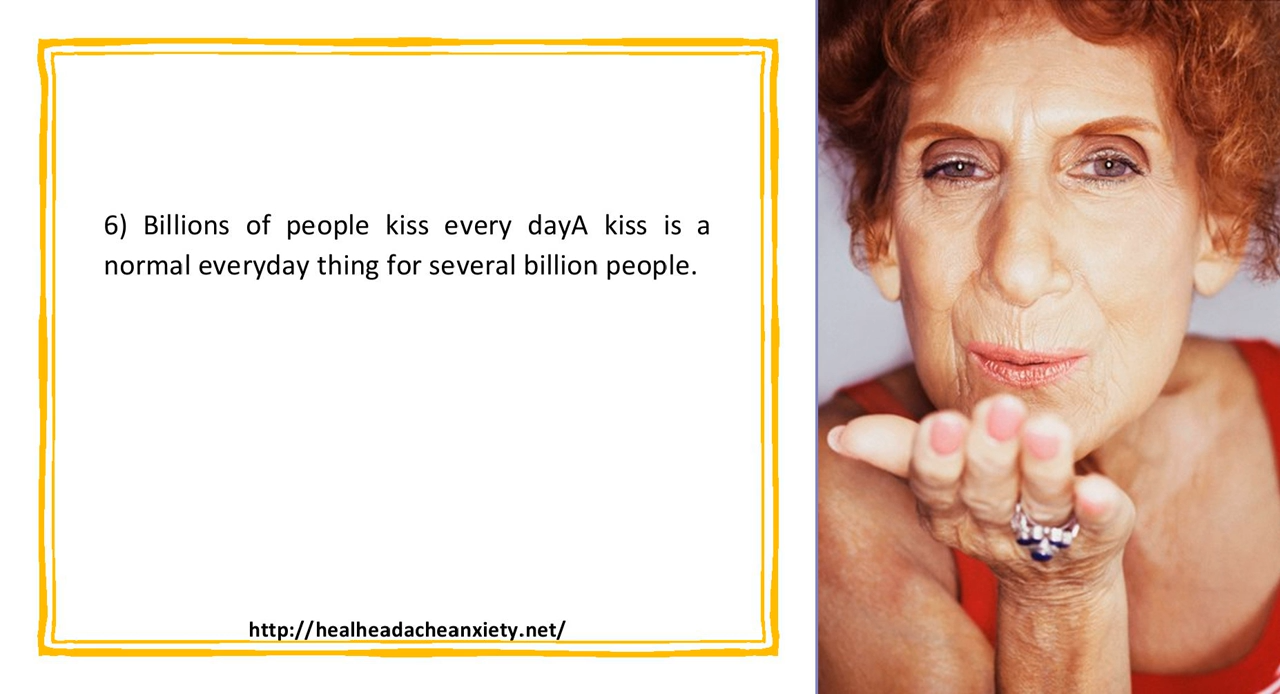 6) Billions of people kiss every dayA kiss is a
normal everyday thing for several billion people.
http://healheadacheanxiety.net/